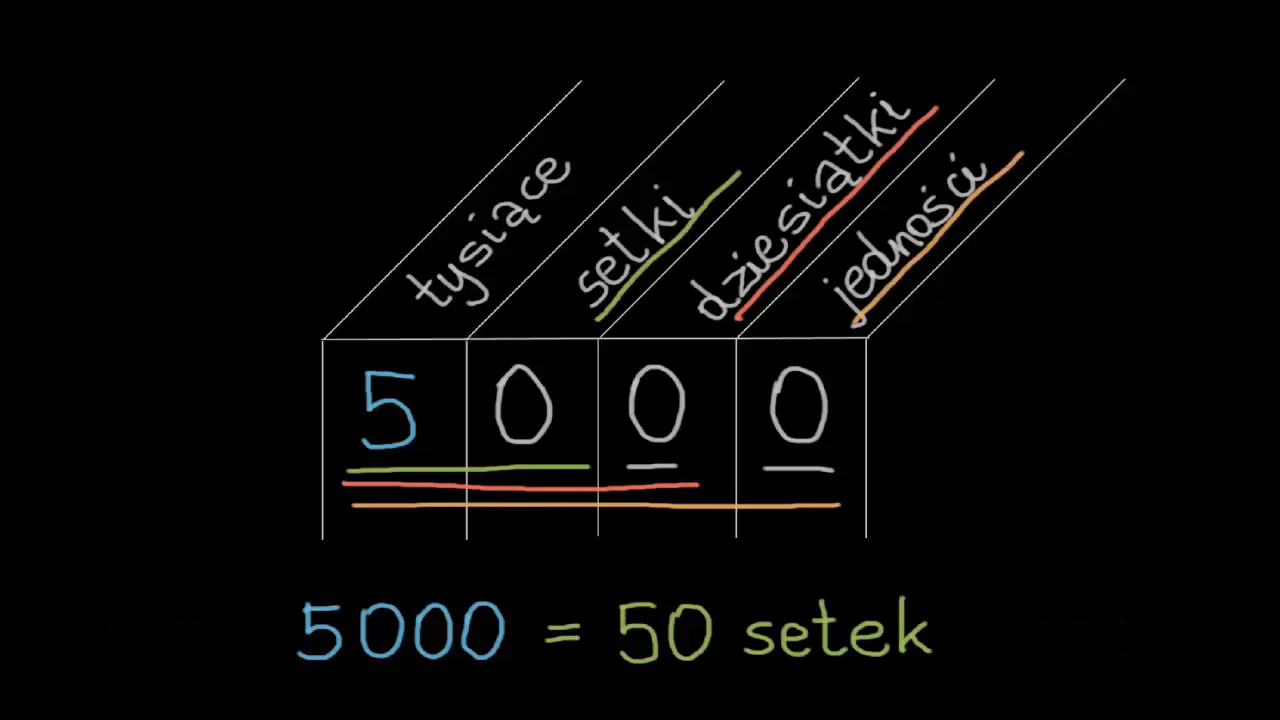 tysiące setki dziesiątki jedności
5 0 0 0
5000 = 50 setek